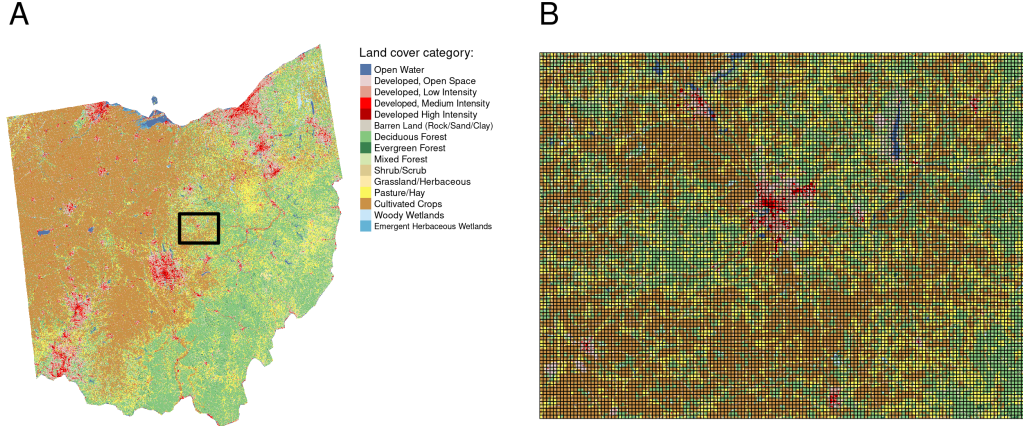 A
B
Land cover category:
Open Water
Developed, Open Space
Developed, Low Intensity
Developed, Medium Intensity
Developed High Intensity
Barren Land (Rock/Sand/Clay)
Deciduous Forest
Evergreen Forest
Mixed Forest
Shrub/Scrub
Grassland/Herbaceous
Pasture/Hay
Cultivated Crops
Woody Wetlands
Emergent Herbaceous Wetlands